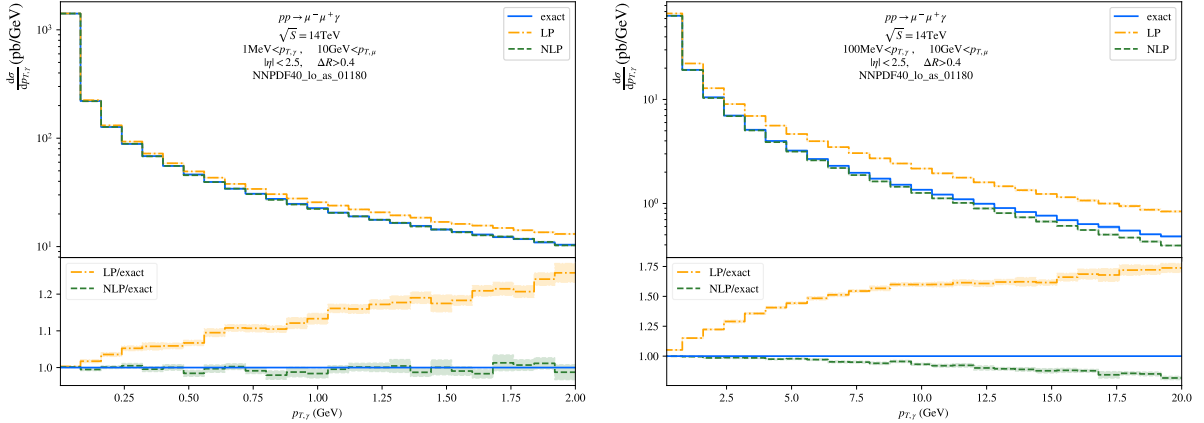 dσ/dp_{T,γ} (pb/GeV)
10³
10²
10¹
pp → μ⁻μ⁺γ
√S = 14TeV
1MeV<p_{T,γ}, 10GeV<p_{T,μ}
|η| < 2.5, ΔR>0.4
NNPDF40_lo_as_01180
exact
LP
NLP
LP/exact
NLP/exact
1.2
1.1
1.0
0.25 0.50 0.75 1.00 1.25 1.50 1.75 2.00
p_{T,γ} (GeV)
dσ/dp_{T,γ} (pb/GeV)
10¹
10⁰
pp → μ⁻μ⁺γ
√S = 14TeV
100MeV<p_{T,γ}, 10GeV<p_{T,μ}
|η| < 2.5, ΔR>0.4
NNPDF40_lo_as_01180
exact
LP
NLP
LP/exact
NLP/exact
1.75
1.50
1.25
1.00
2.5 5.0 7.5 10.0 12.5 15.0 17.5 20.0
p_{T,γ} (GeV)